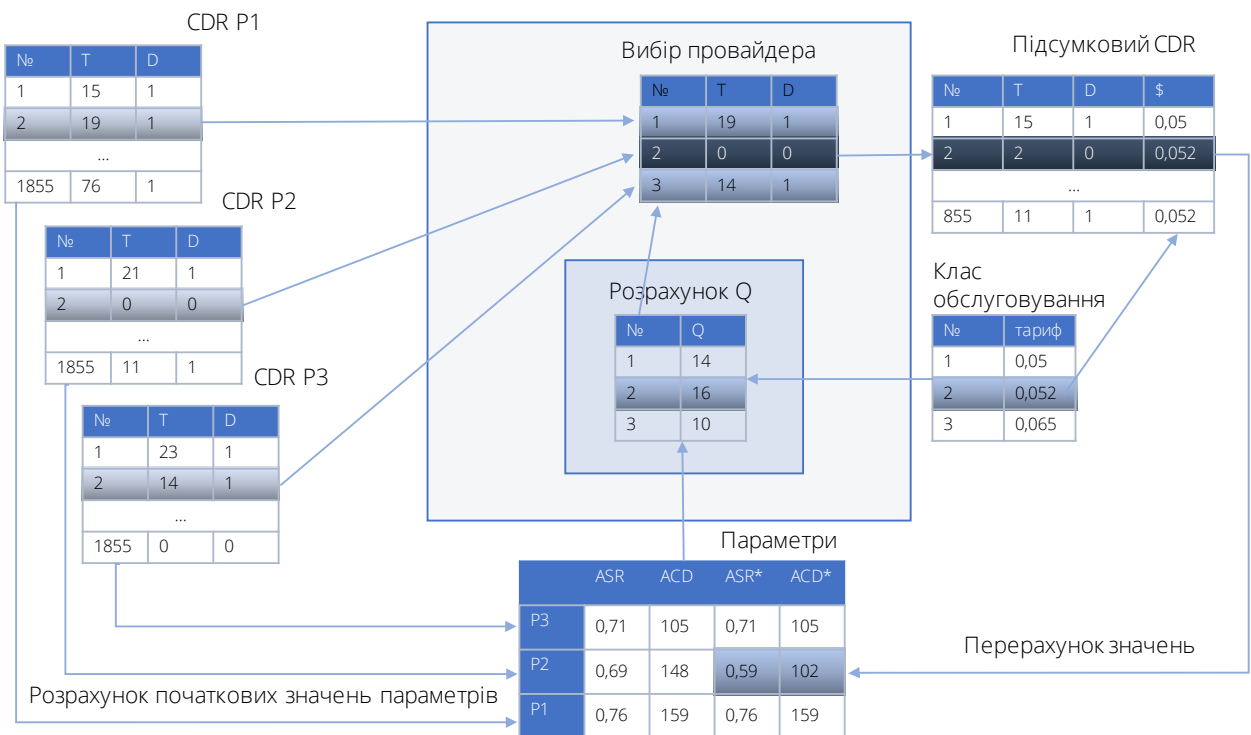 CDR P1
№ T D
1 15 1
2 19 1
...
1855 76 1
CDR P2
№ T D
1 21 1
2 0 0
...
1855 11 1
CDR P3
№ T D
1 23 1
2 14 1
...
1855 0 0
Вибір провайдера
№ T D
1 19 1
2 0 0
3 14 1
Розрахунок Q
№ Q
1 14
2 16
3 10
Підсумковий CDR
№ T D $
1 15 1 0,05
2 2 0 0,052
...
855 11 1 0,052
Клас
обслуговування
№ тариф
1 0,05
2 0,052
3 0,065
Параметри
ASR ACD ASR* ACD*
P3 0,71 105 0,71 105
P2 0,69 148 0,59 102
P1 0,76 159 0,76 159
Перерахунок значень
Розрахунок початкових значень параметрів